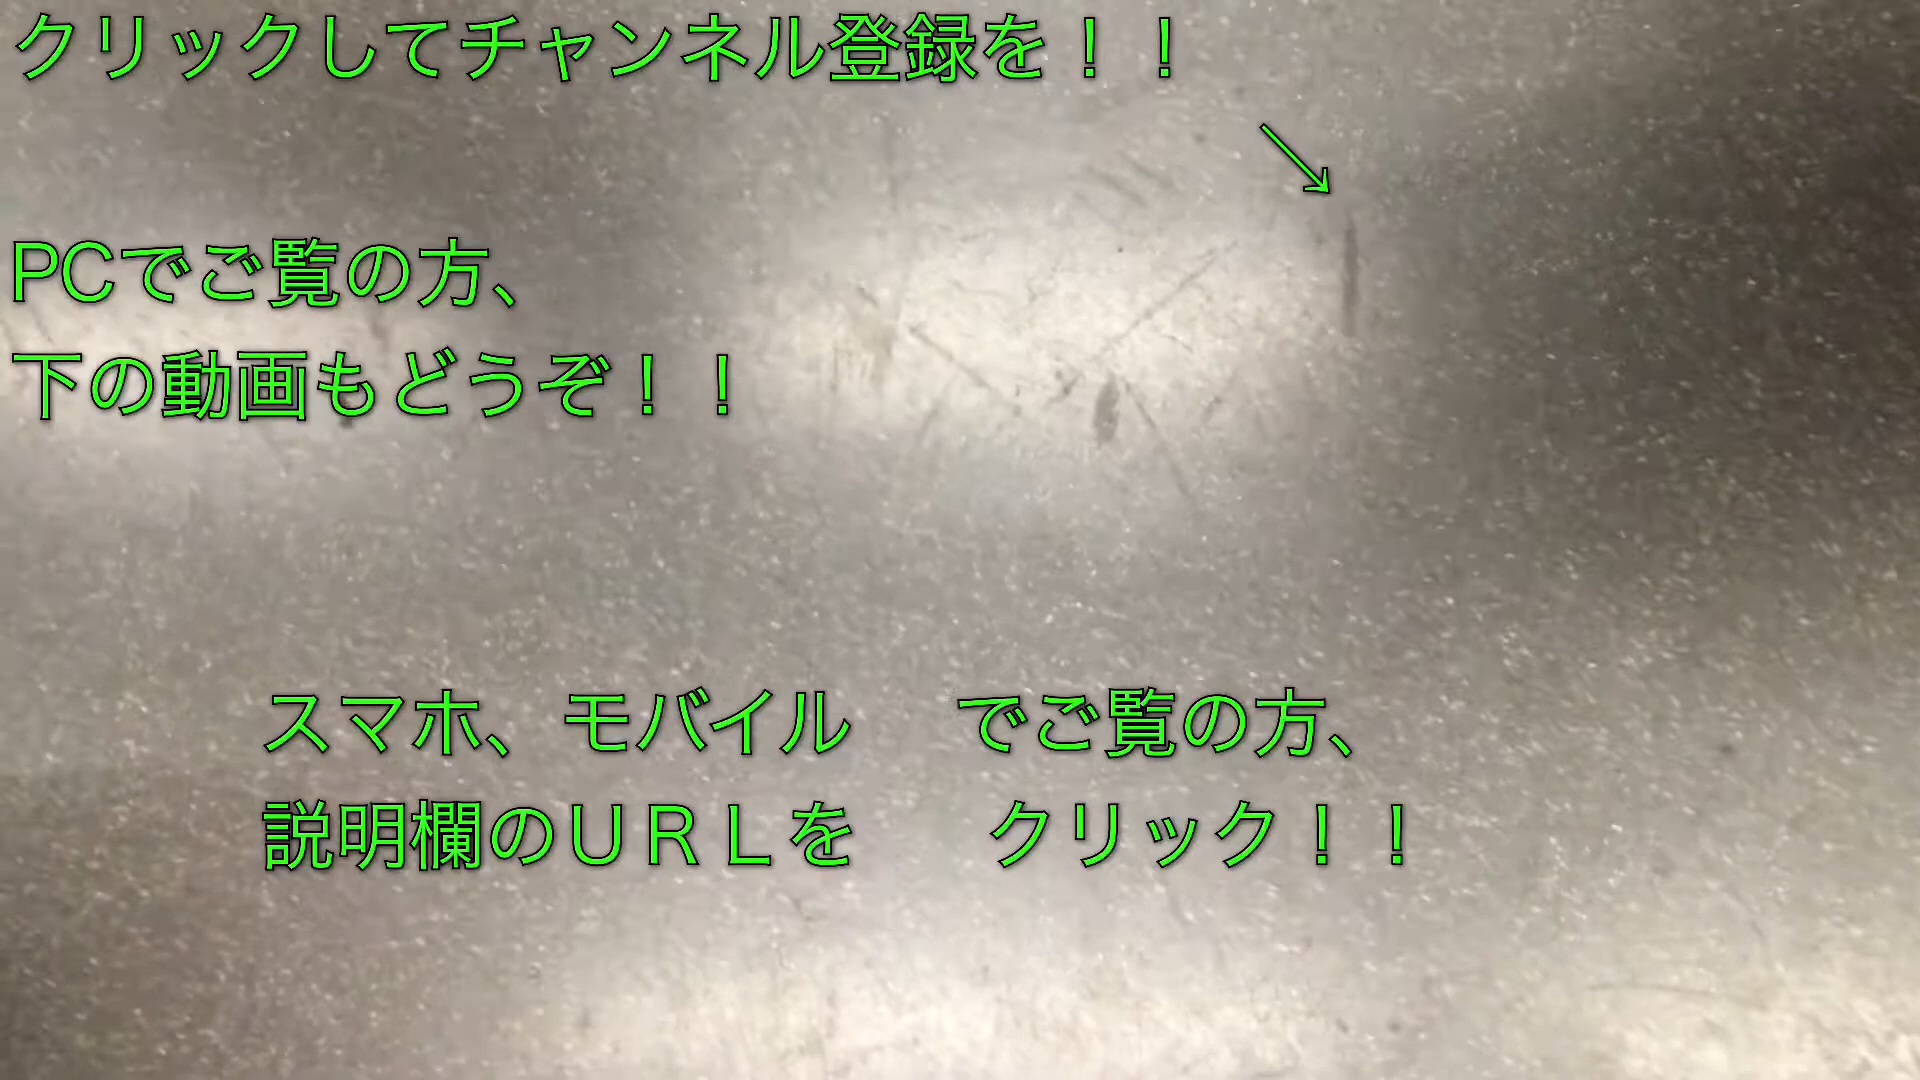 クリックしてチャンネル登録を！！
↘
PCでご覧の方、
下の動画もどうぞ！！
スマホ、モバイル　でご覧の方、
説明欄のＵＲＬを　クリック！！